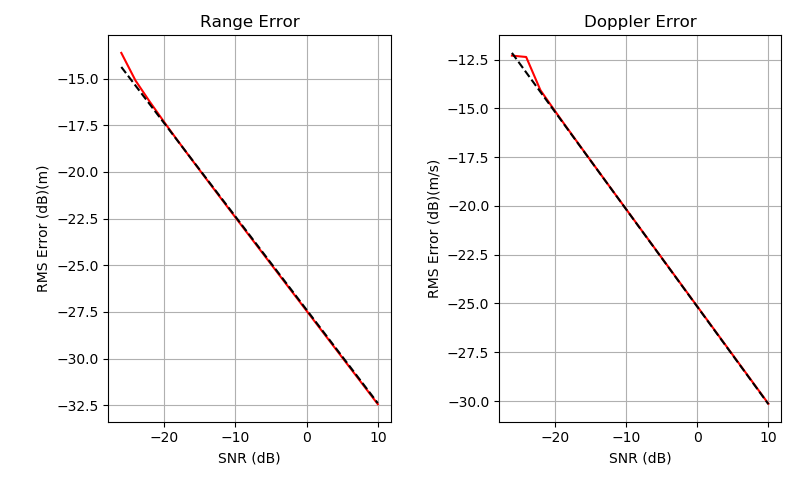 Range Error
RMS Error (dB)(m)
−15.0
−17.5
−20.0
−22.5
−25.0
−27.5
−30.0
−32.5
−20 −10 0 10
SNR (dB)
Doppler Error
RMS Error (dB)(m/s)
−12.5
−15.0
−17.5
−20.0
−22.5
−25.0
−27.5
−30.0
−20 −10 0 10
SNR (dB)